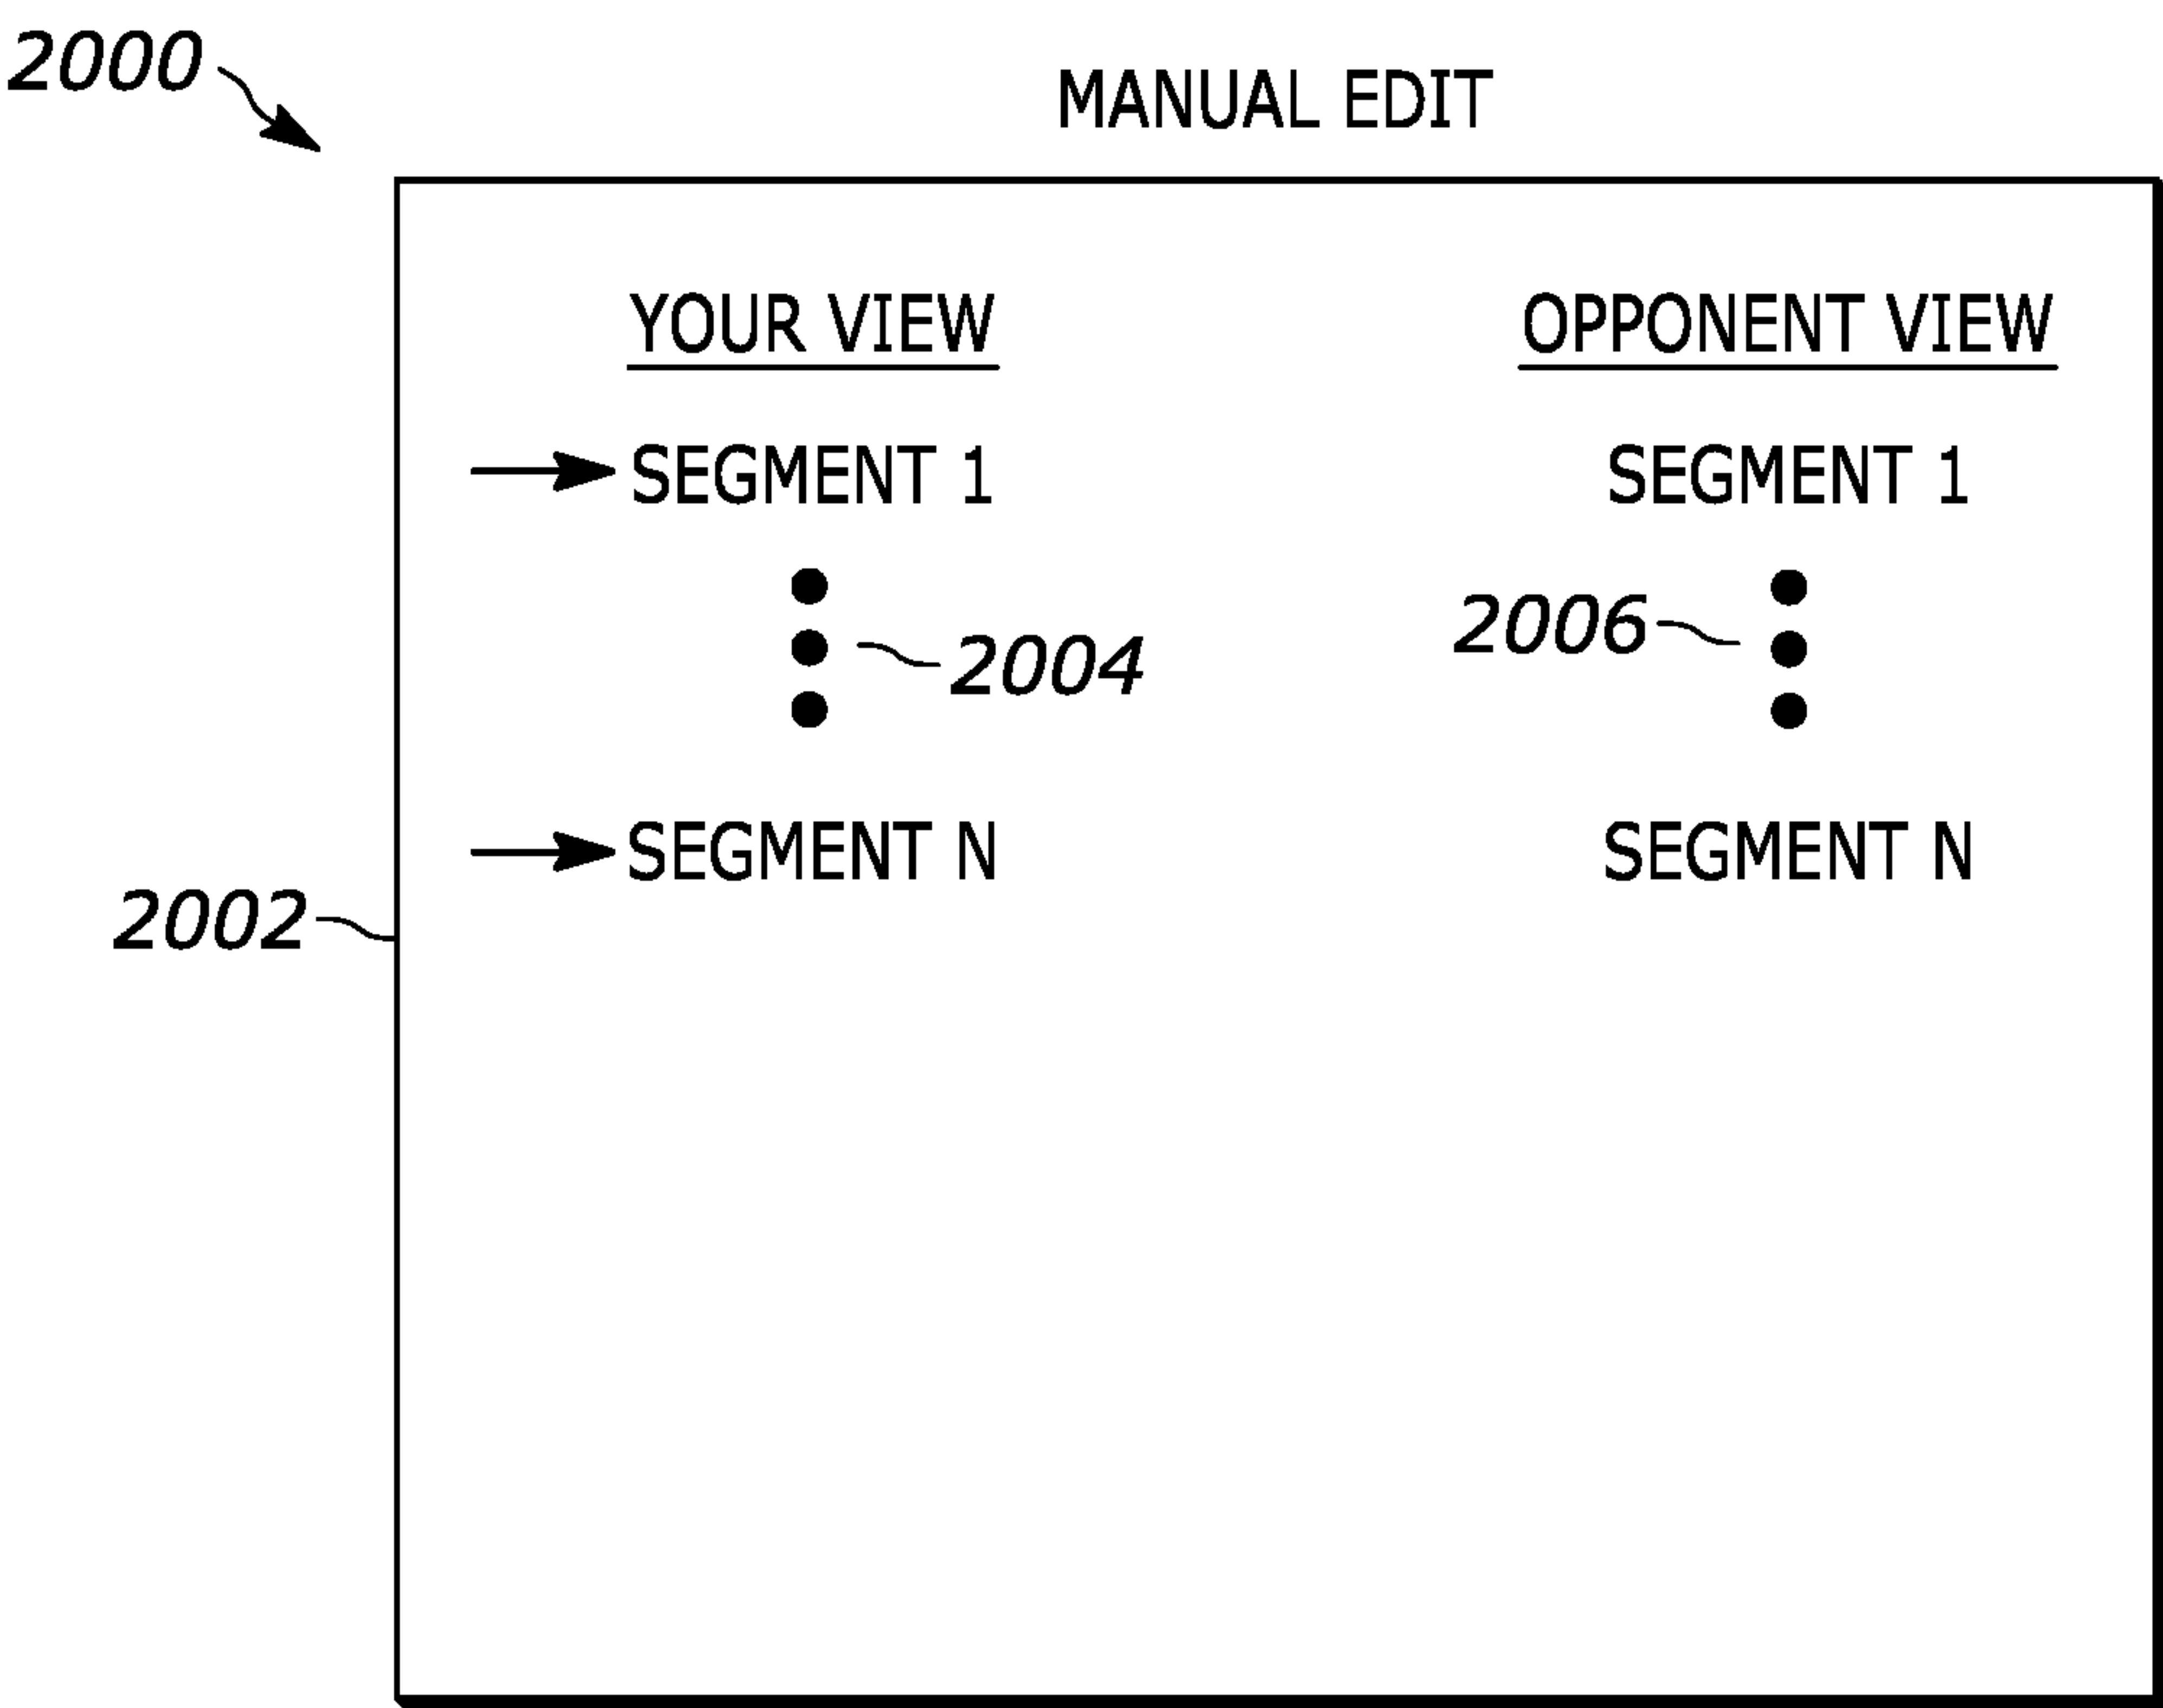 2000
MANUAL EDIT
YOUR VIEW
OPPONENT VIEW
SEGMENT 1
SEGMENT 1
2004
2006
SEGMENT N
SEGMENT N
2002